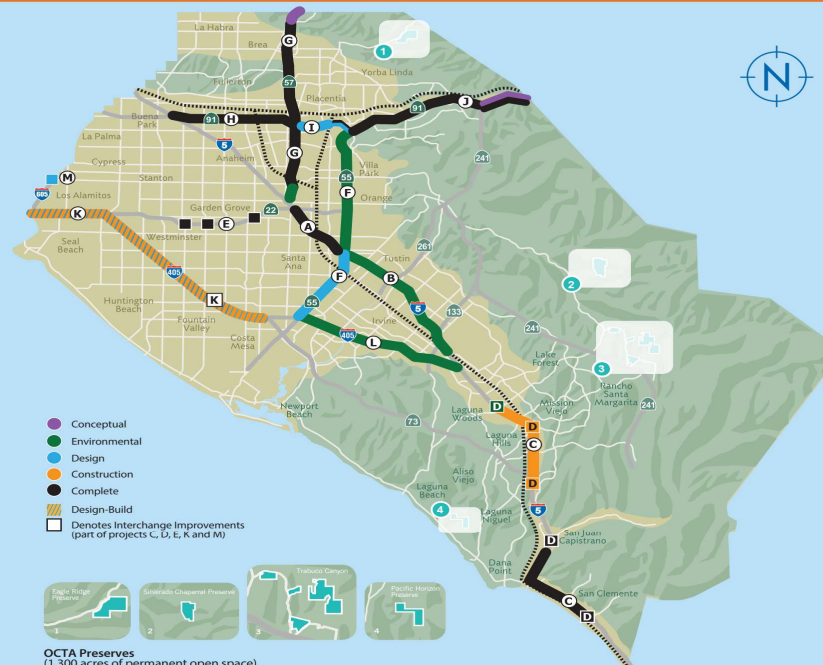 La Habra
Brea
G
1
Yorba Linda
N
Fullerton
57
Placentia
91
J
Buena Park
91
H
I
La Palma
5
Anaheim
G
Cypress
Villa Park
241
Stanton
55
M
605
Los Alamitos
F
Orange
K
Garden Grove
22
E
A
Westminster
Seal Beach
Santa Ana
Tustin
261
405
F
B
2
Huntington Beach
K
55
5
133
Fountain Valley
Irvine
241
405
L
Costa Mesa
Lake Forest
3
Rancho Santa Margarita
241
Newport Beach
Laguna Woods
D
Mission Viejo
73
D
Laguna Hills
C
Aliso Viejo
D
Laguna Beach
4
Laguna Niguel
5
San Juan Capistrano
D
Dana Point
San Clemente
C
D
Conceptual
Environmental
Design
Construction
Complete
Design-Build
Denotes Interchange Improvements
(part of projects C, D, E, K and M)
Eagle Ridge Preserve
1
Silverado Chaparral Preserve
2
Trabuco Canyon
3
Pacific Horizon Preserve
4
OCTA Preserves
(1,300 acres of permanent open space)